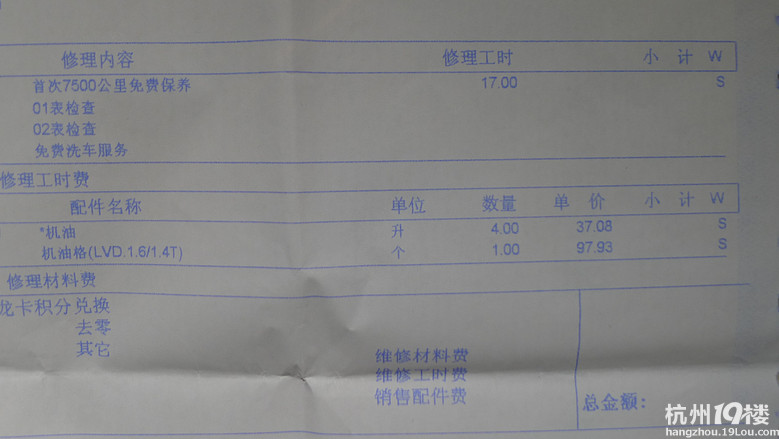 修理内容 修理工时 小 计 W
首次7500公里免费保养 17.00 S
01表检查
02表检查
免费洗车服务
修理工时费
配件名称 单位 数量 单 价 小 计 W
*机油 升 4.00 37.08 S
机油格(LVD.1.6/1.4T) 个 1.00 97.93 S
修理材料费
龙卡积分兑换
去零
其它
维修材料费
维修工时费
销售配件费
总金额:
杭州19楼
hangzhou.19lou.com